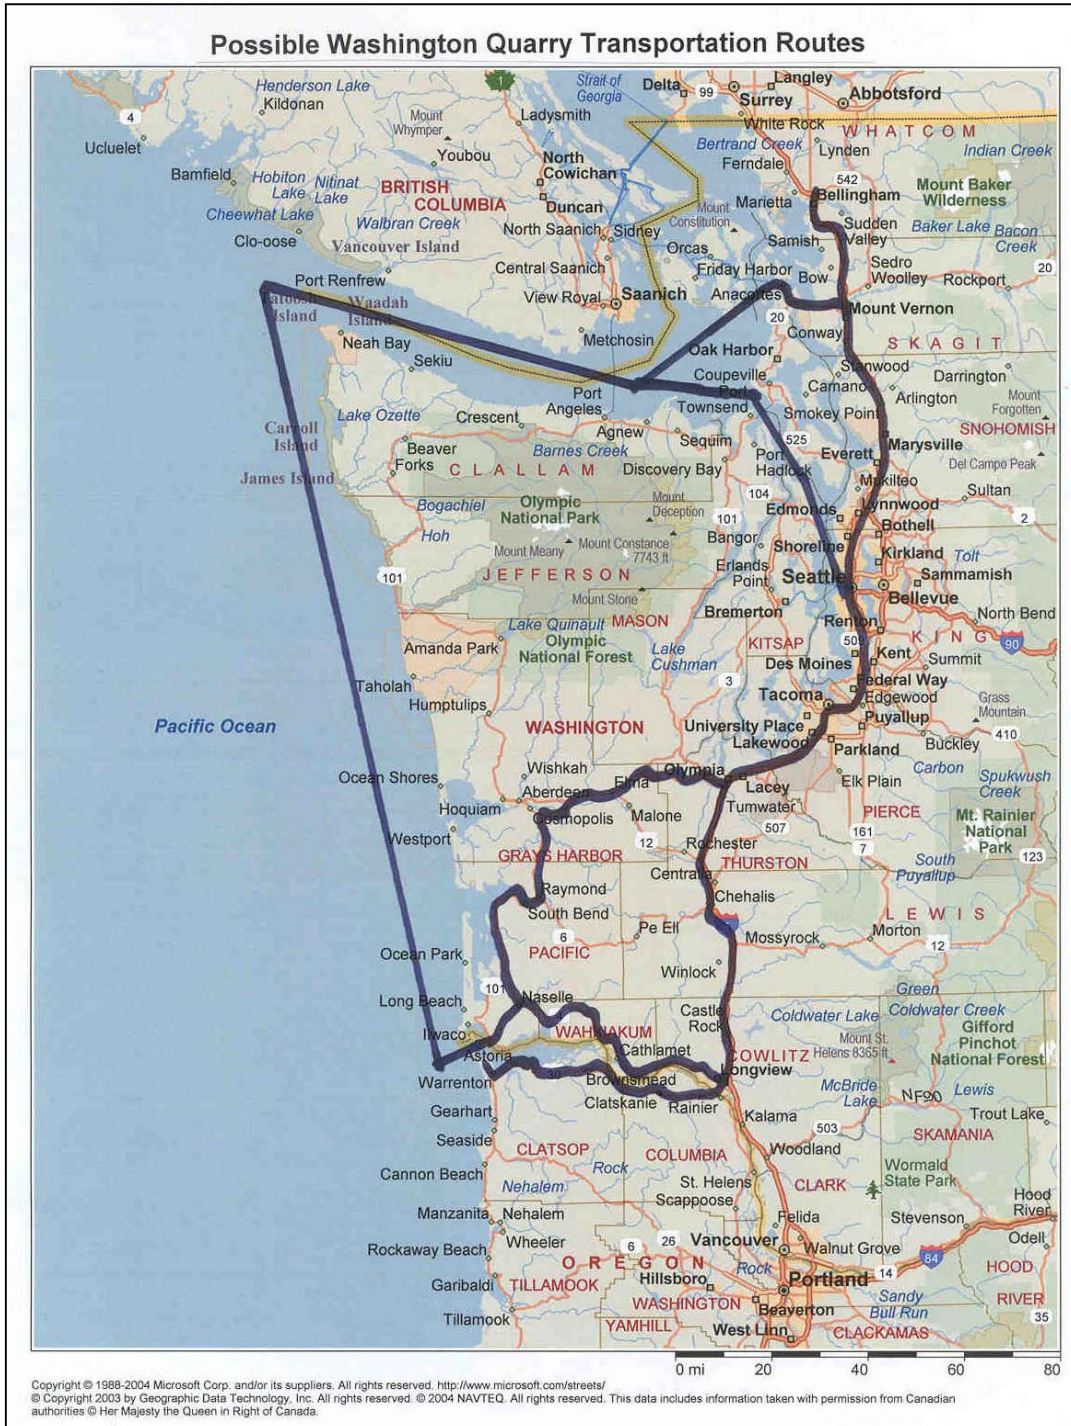 Possible Washington Quarry Transportation Routes
Henderson Lake
Kildonan
4
Ucluelet
Mount
Whymper
1
Ladysmith
Strait of
Georgia
Delta
99
Langley
Surrey
Abbotsford
White Rock
WHATCOM
Bertrand Creek
Lynden
Indian Creek
Youbou
North
Cowichan
Ferndale
542
Mount Baker
Wilderness
Bamfield
Hobiton
Lake
Nitinat
Lake
BRITISH
COLUMBIA
Duncan
Marietta
Bellingham
Cheewhat Lake
Walbran Creek
Mount
Constitution
Sudden
Valley
Baker Lake
Bacon
Creek
Clo-oose
Vancouver Island
North Saanich
Sidney
Orcas
Samish
Central Saanich
Friday Harbor
Bow
Sedro
Woolley
Rockport
20
Port Renfrew
Tatoosh
Island
Waadah
Island
View Royal
Saanich
Anacortes
20
Mount Vernon
Conway
Neah Bay
Metchosin
Oak Harbor
SKAGIT
Sekiu
Coupeville
Stanwood
Darrington
Port
Angeles
Port
Townsend
Camano
Arlington
Mount
Forgotten
Lake Ozette
Crescent
Smokey Point
SNOHOMISH
Carroll
Island
Agnew
Sequim
525
Marysville
Beaver
Barnes Creek
Port
Hadlock
Everett
Del Campo Peak
Forks
CLALLAM
Discovery Bay
Mukilteo
James Island
104
Sultan
Bogachiel
Olympic
National Park
Mount
Deception
Edmonds
Lynnwood
2
101
Bothell
Hoh
Mount Meany
Mount Constance
7743 ft
Bangor
Shoreline
Kirkland
Tolt
101
JEFFERSON
Erlands
Point
Seattle
Sammamish
Mount Stone
Bellevue
Bremerton
North Bend
Lake Quinault
MASON
Renton
Amanda Park
Olympic
National Forest
KITSAP
509
KING
90
Lake
Cushman
Des Moines
Kent
Summit
Taholah
3
Federal Way
Tacoma
Edgewood
Grass
Mountain
Humptulips
Pacific Ocean
WASHINGTON
University Place
Puyallup
410
Lakewood
Parkland
Buckley
Ocean Shores
Wishkah
Olympia
Carbon
Spukwush
Creek
Aberdeen
Elma
Lacey
Elk Plain
Hoquiam
Cosmopolis
Malone
Tumwater
PIERCE
Mt. Rainier
National
Park
Westport
12
507
161
7
Rochester
123
GRAYS HARBOR
THURSTON
South
Puyallup
Centralia
Raymond
Chehalis
South Bend
LEWIS
6
Pe Ell
Morton
Mossyrock
12
Ocean Park
PACIFIC
Winlock
101
Naselle
Green
Long Beach
Castle
Rock
Coldwater Lake
Coldwater Creek
Ilwaco
WAHKIAKUM
Mount St.
Helens 8365 ft
Gifford
Pinchot
National Forest
Astoria
Cathlamet
COWLITZ
Longview
Warrenton
30
Brownsmead
McBride
Lake
NF90
Lewis
Clatskanie
Rainier
Gearhart
Kalama
Trout Lake
Seaside
503
SKAMANIA
CLATSOP
COLUMBIA
Woodland
Cannon Beach
Rock
Wormald
State Park
Nehalem
St. Helens
CLARK
Scappoose
Hood
River
Manzanita
Nehalem
Felida
Stevenson
Wheeler
Odell
Rockaway Beach
6
26
Vancouver
Walnut Grove
84
OREGON
Rock
14
HOOD
RIVER
Garibaldi
TILLAMOOK
Hillsboro
Portland
WASHINGTON
Sandy
Bull Run
35
Tillamook
Beaverton
YAMHILL
West Linn
CLACKAMAS
0 mi 20 40 60 80
Copyright © 1988-2004 Microsoft Corp. and/or its suppliers. All rights reserved. http://www.microsoft.com/streets/
© Copyright 2003 by Geographic Data Technology, Inc. All rights reserved. © 2004 NAVTEQ. All rights reserved. This data includes information taken with permission from Canadian
authorities © Her Majesty the Queen in Right of Canada.